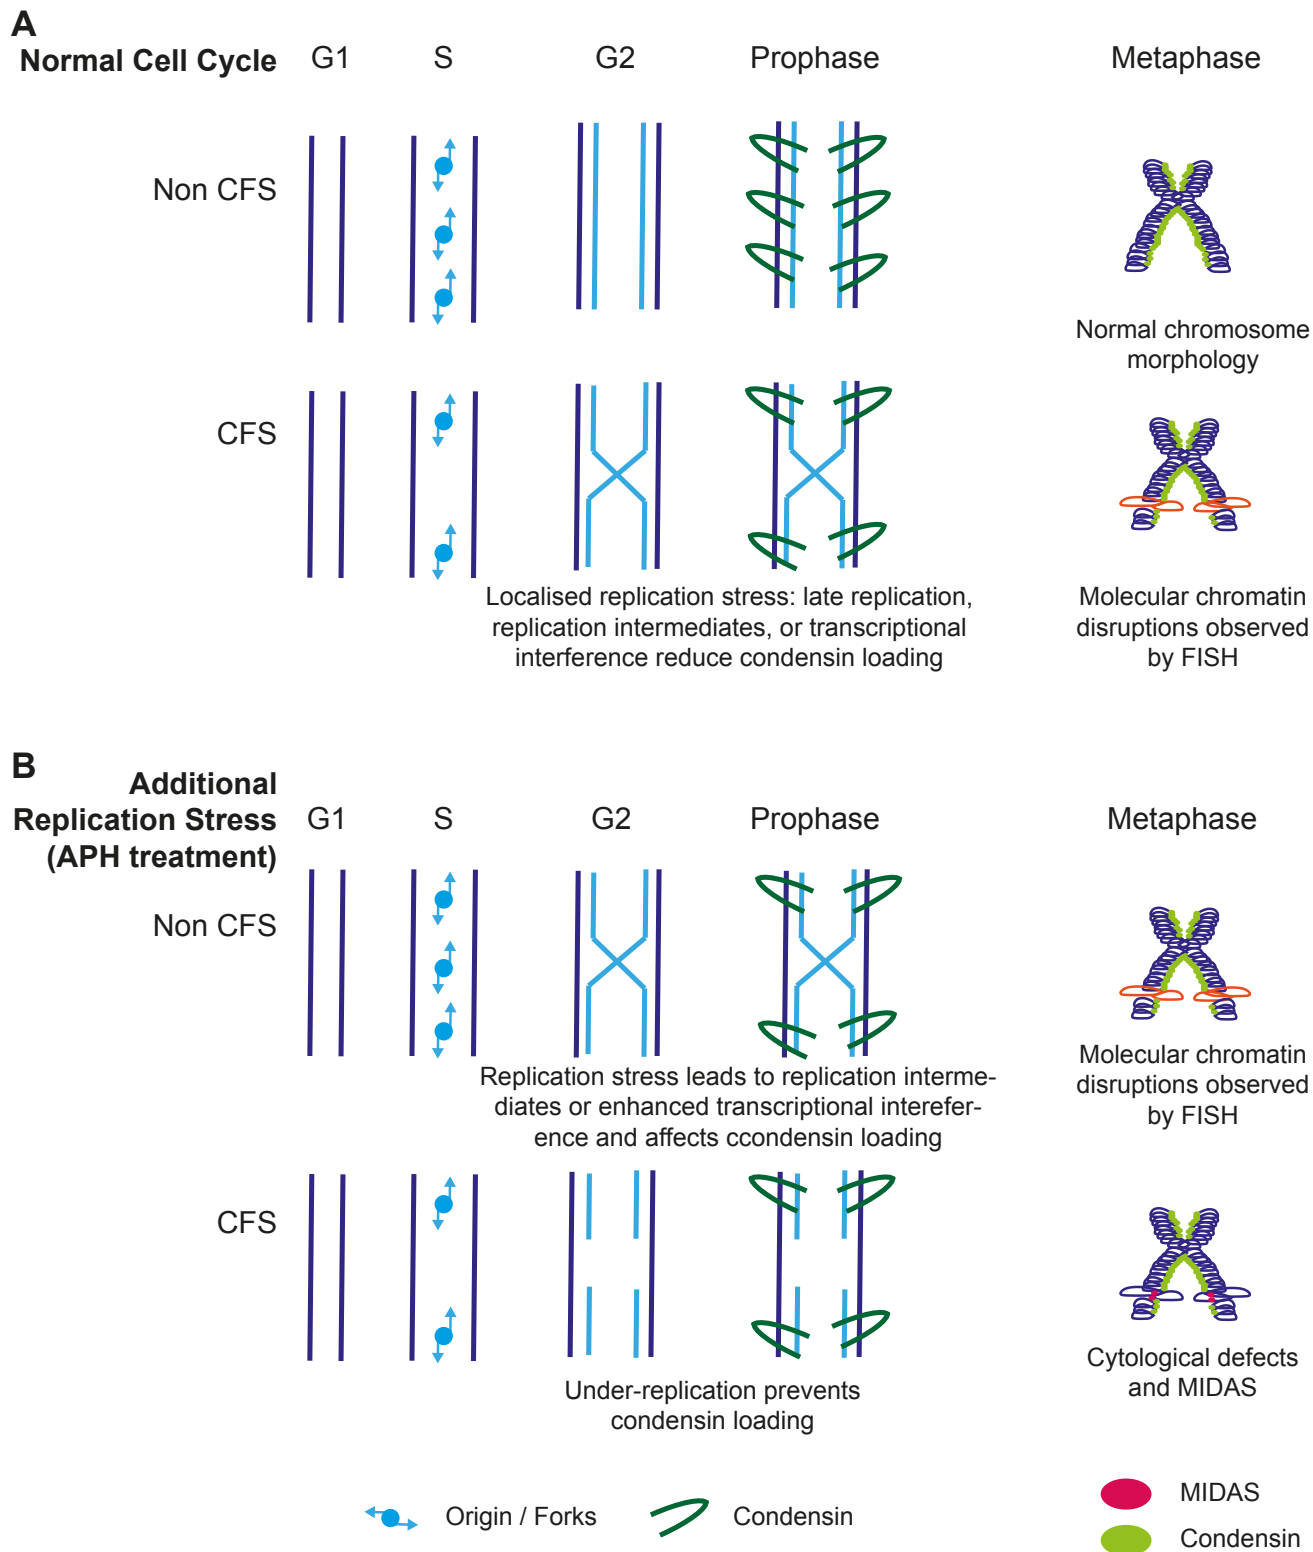 A
Normal Cell Cycle G1 S G2 Prophase Metaphase
Non CFS
Normal chromosome
morphology
CFS
Localised replication stress: late replication,
replication intermediates, or transcriptional
interference reduce condensin loading
Molecular chromatin
disruptions observed
by FISH
B
Additional
Replication Stress
(APH treatment)
G1 S G2 Prophase Metaphase
Non CFS
Replication stress leads to replication interme-
diates or enhanced transcriptional interefer-
ence and affects ccondensin loading
Molecular chromatin
disruptions observed
by FISH
CFS
Under-replication prevents
condensin loading
Cytological defects
and MIDAS
Origin / Forks
Condensin
MIDAS
Condensin